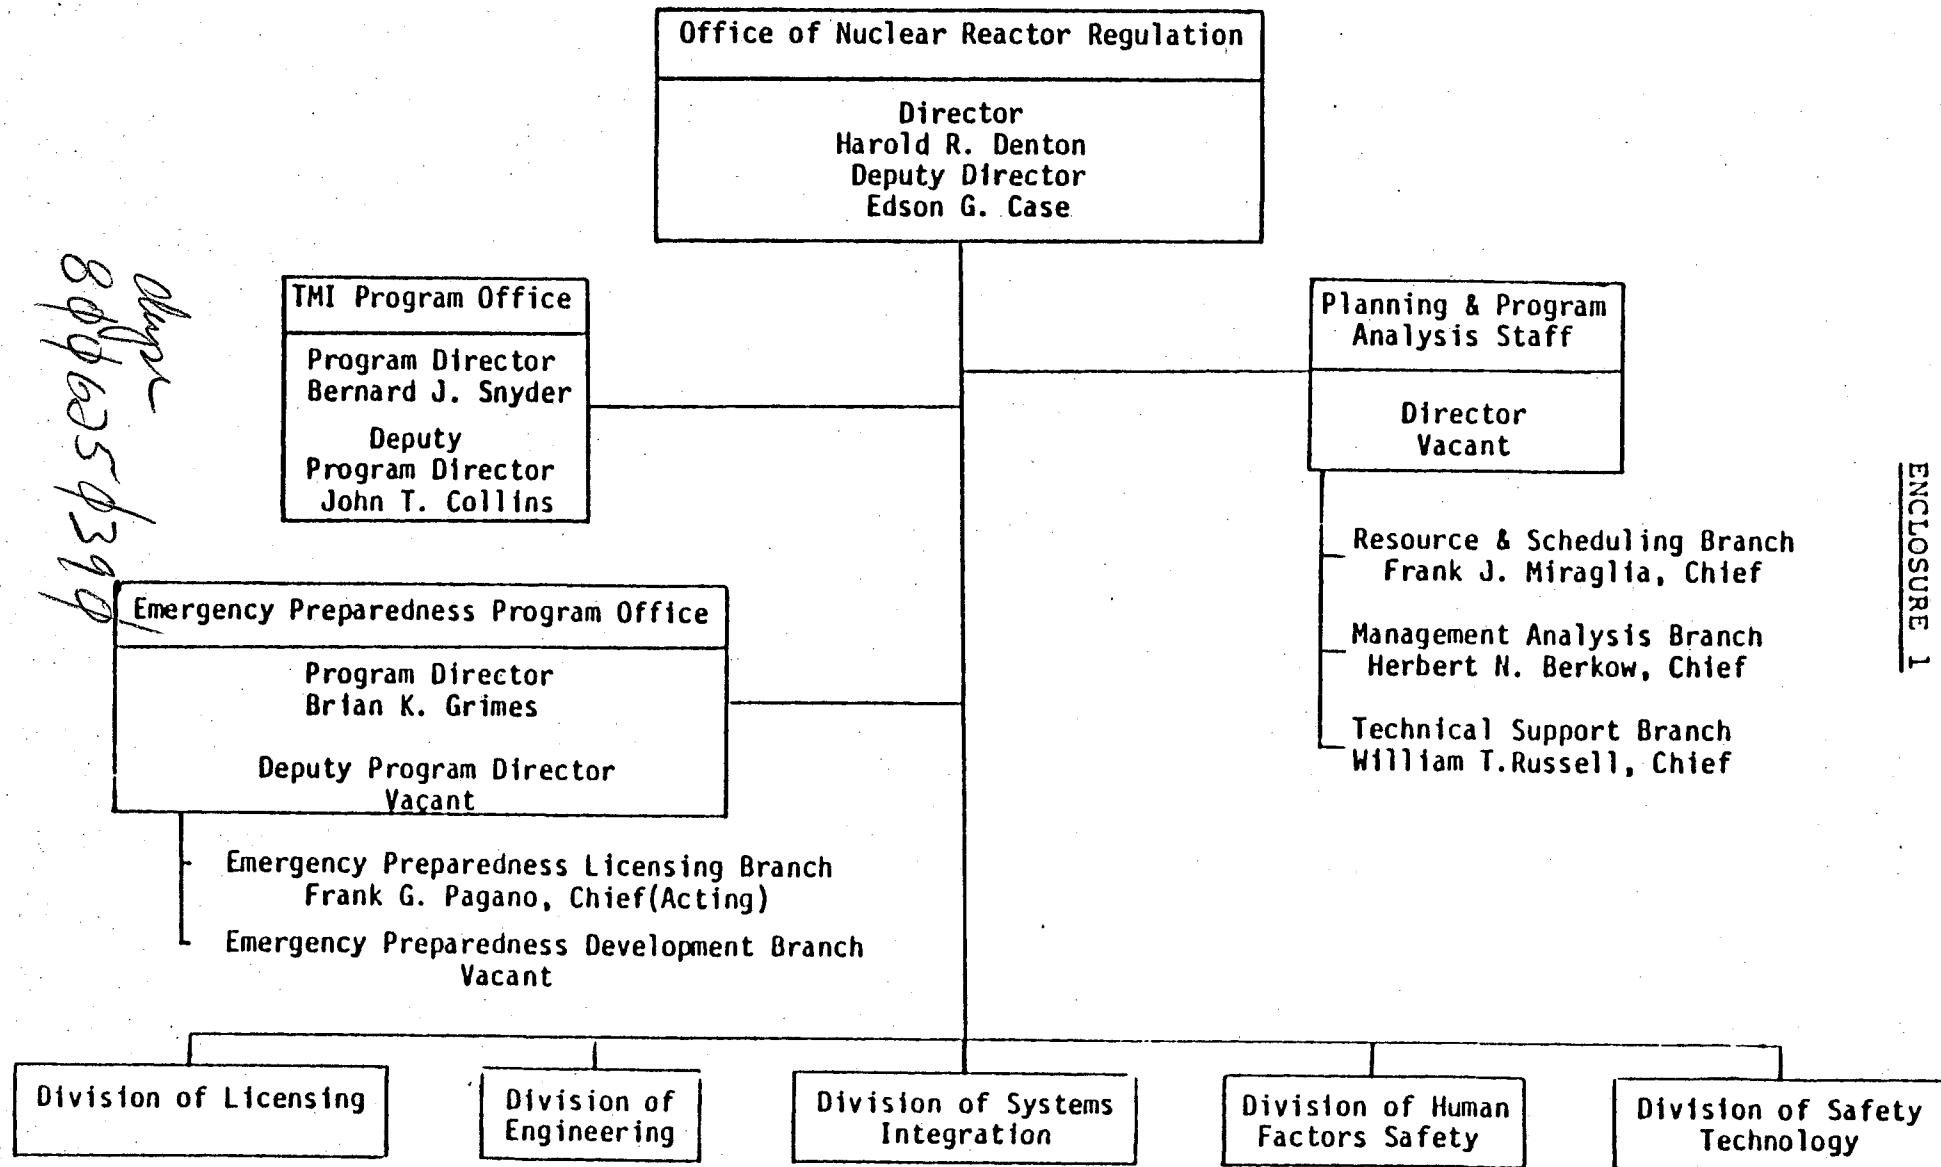 Office of Nuclear Reactor Regulation
Director
Harold R. Denton
Deputy Director
Edson G. Case
TMI Program Office
Program Director
Bernard J. Snyder
Deputy
Program Director
John T. Collins
Planning & Program
Analysis Staff
Director
Vacant
Resource & Scheduling Branch
Frank J. Miraglia, Chief
Management Analysis Branch
Herbert N. Berkow, Chief
Technical Support Branch
William T.Russell, Chief
Emergency Preparedness Program Office
Program Director
Brian K. Grimes
Deputy Program Director
Vacant
Emergency Preparedness Licensing Branch
Frank G. Pagano, Chief(Acting)
Emergency Preparedness Development Branch
Vacant
Division of Licensing
Division of
Engineering
Division of Systems
Integration
Division of Human
Factors Safety
Division of Safety
Technology
ENCLOSURE 1